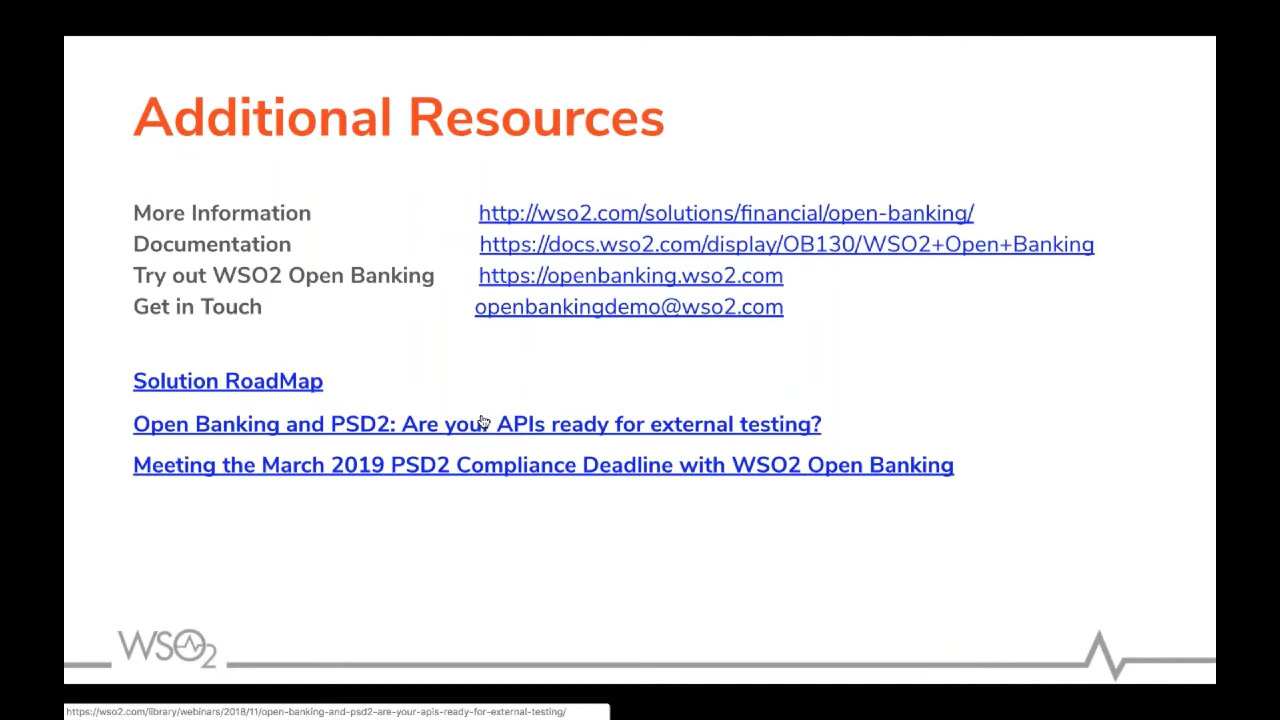 Additional Resources
More Information http://wso2.com/solutions/financial/open-banking/
Documentation https://docs.wso2.com/display/OB130/WSO2+Open+Banking
Try out WSO2 Open Banking https://openbanking.wso2.com
Get in Touch openbankingdemo@wso2.com
Solution RoadMap
Open Banking and PSD2: Are your APIs ready for external testing?
Meeting the March 2019 PSD2 Compliance Deadline with WSO2 Open Banking
WSO2
https://wso2.com/library/webinars/2018/11/open-banking-and-psd2-are-your-apis-ready-for-external-testing/